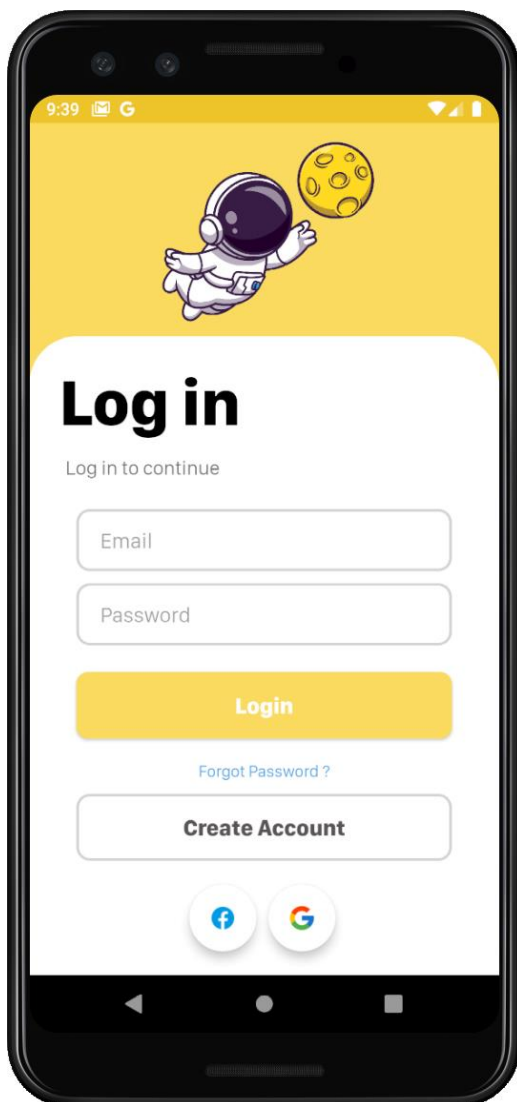 9:39 G
Log in
Log in to continue
Email
Password
Login
Forgot Password ?
Create Account